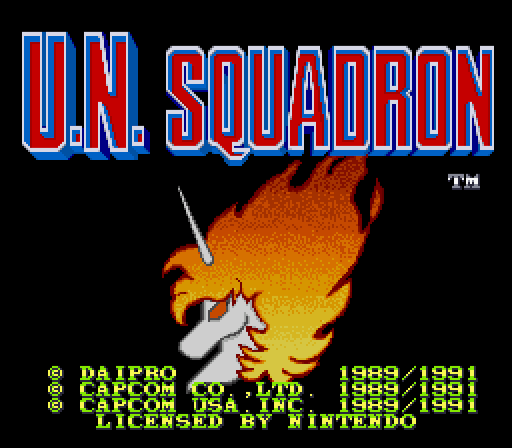 U.N. SQUADRON
TM
© DAIPRO 1989/1991
© CAPCOM CO.,LTD. 1989/1991
© CAPCOM USA INC. 1989/1991
LICENSED BY NINTENDO